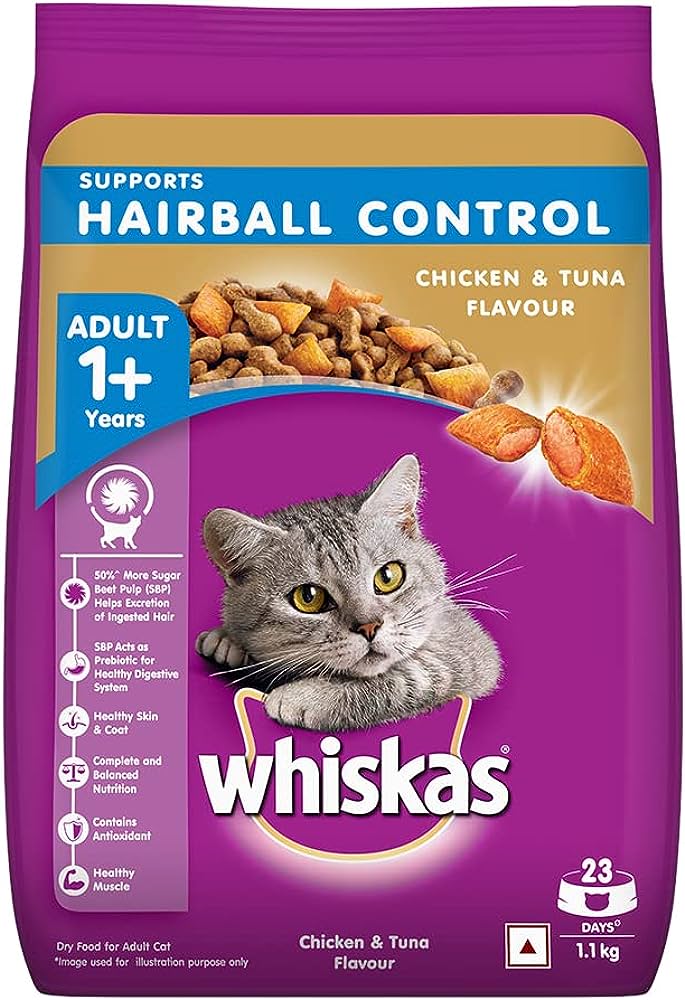 SUPPORTS
HAIRBALL CONTROL
CHICKEN & TUNA
FLAVOUR
ADULT
1+
Years
50%^ More Sugar
Beet Pulp (SBP)
Helps Excretion
of Ingested Hair
SBP Acts as
Prebiotic for
Healthy Digestive
System
Healthy Skin
& Coat
Complete and
Balanced
Nutrition
Contains
Antioxidant
Healthy
Muscle
whiskas®
Dry Food for Adult Cat
*Image used for illustration purpose only
Chicken & Tuna
Flavour
23
DAYSØ
1.1 kg